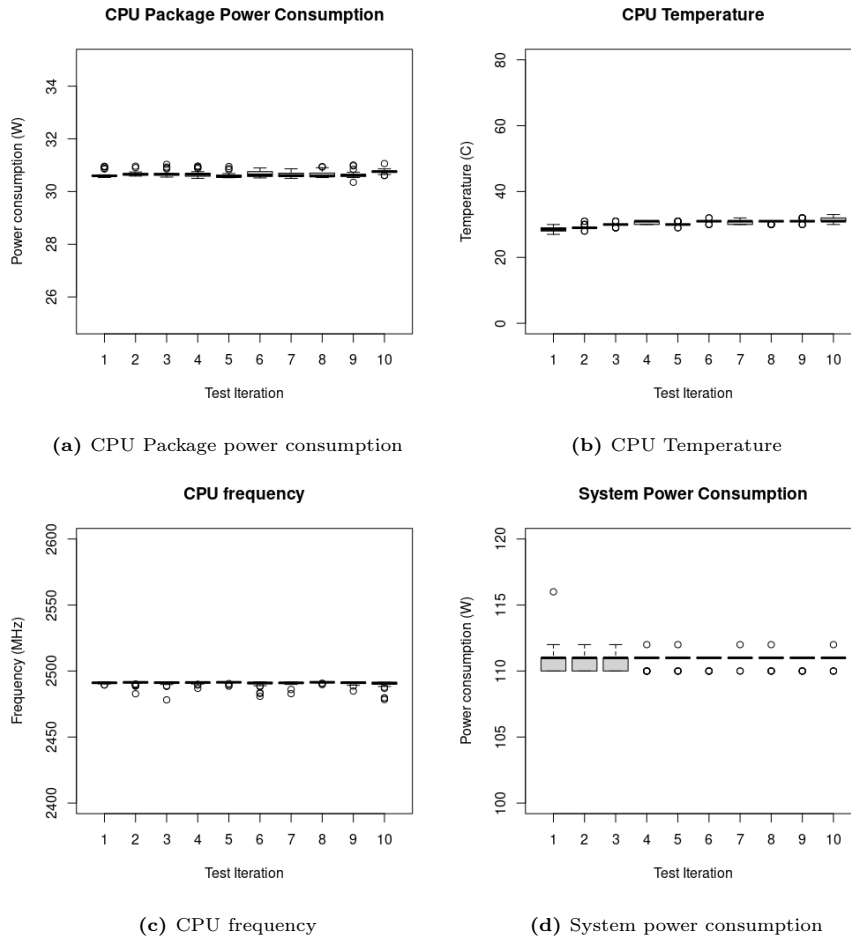 CPU Package Power Consumption
Power consumption (W)
34
32
30
28
26
1 2 3 4 5 6 7 8 9 10
Test Iteration
(a) CPU Package power consumption
CPU Temperature
Temperature (C)
80
60
40
20
0
1 2 3 4 5 6 7 8 9 10
Test Iteration
(b) CPU Temperature
CPU frequency
Frequency (MHz)
2600
2550
2500
2450
2400
1 2 3 4 5 6 7 8 9 10
Test Iteration
(c) CPU frequency
System Power Consumption
Power consumption (W)
120
115
110
105
100
1 2 3 4 5 6 7 8 9 10
Test Iteration
(d) System power consumption